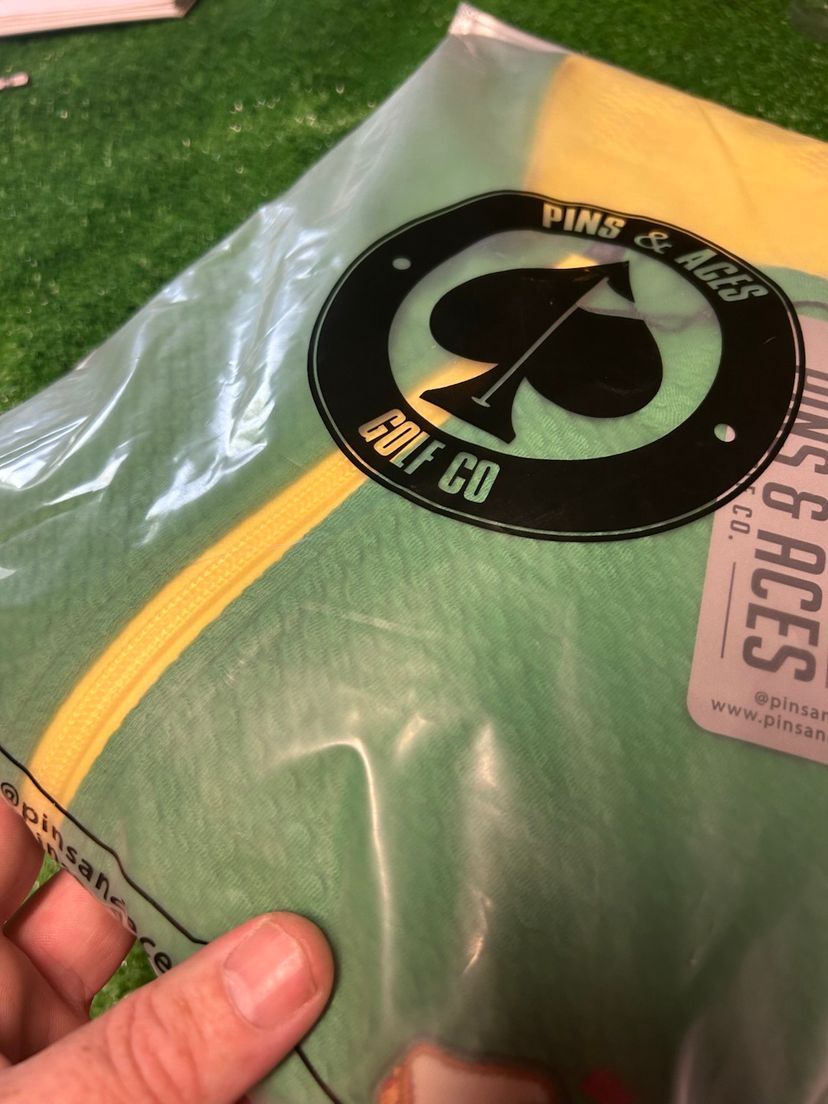 PINS & ACES
GOLF CO
PINS & ACES
CO.
@pinsan
www.pinsan
@pinsandace